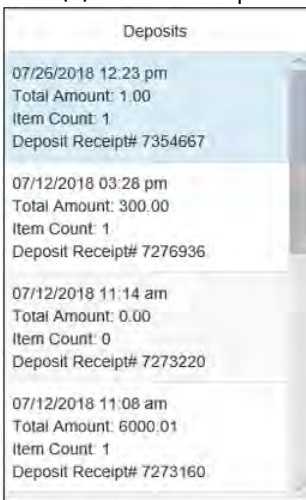 Deposits
07/26/2018 12:23 pm
Total Amount: 1.00
Item Count: 1
Deposit Receipt# 7354667
07/12/2018 03:28 pm
Total Amount: 300.00
Item Count: 1
Deposit Receipt# 7276936
07/12/2018 11:14 am
Total Amount: 0.00
Item Count: 0
Deposit Receipt# 7273220
07/12/2018 11:08 am
Total Amount: 6000.01
Item Count: 1
Deposit Receipt# 7273160